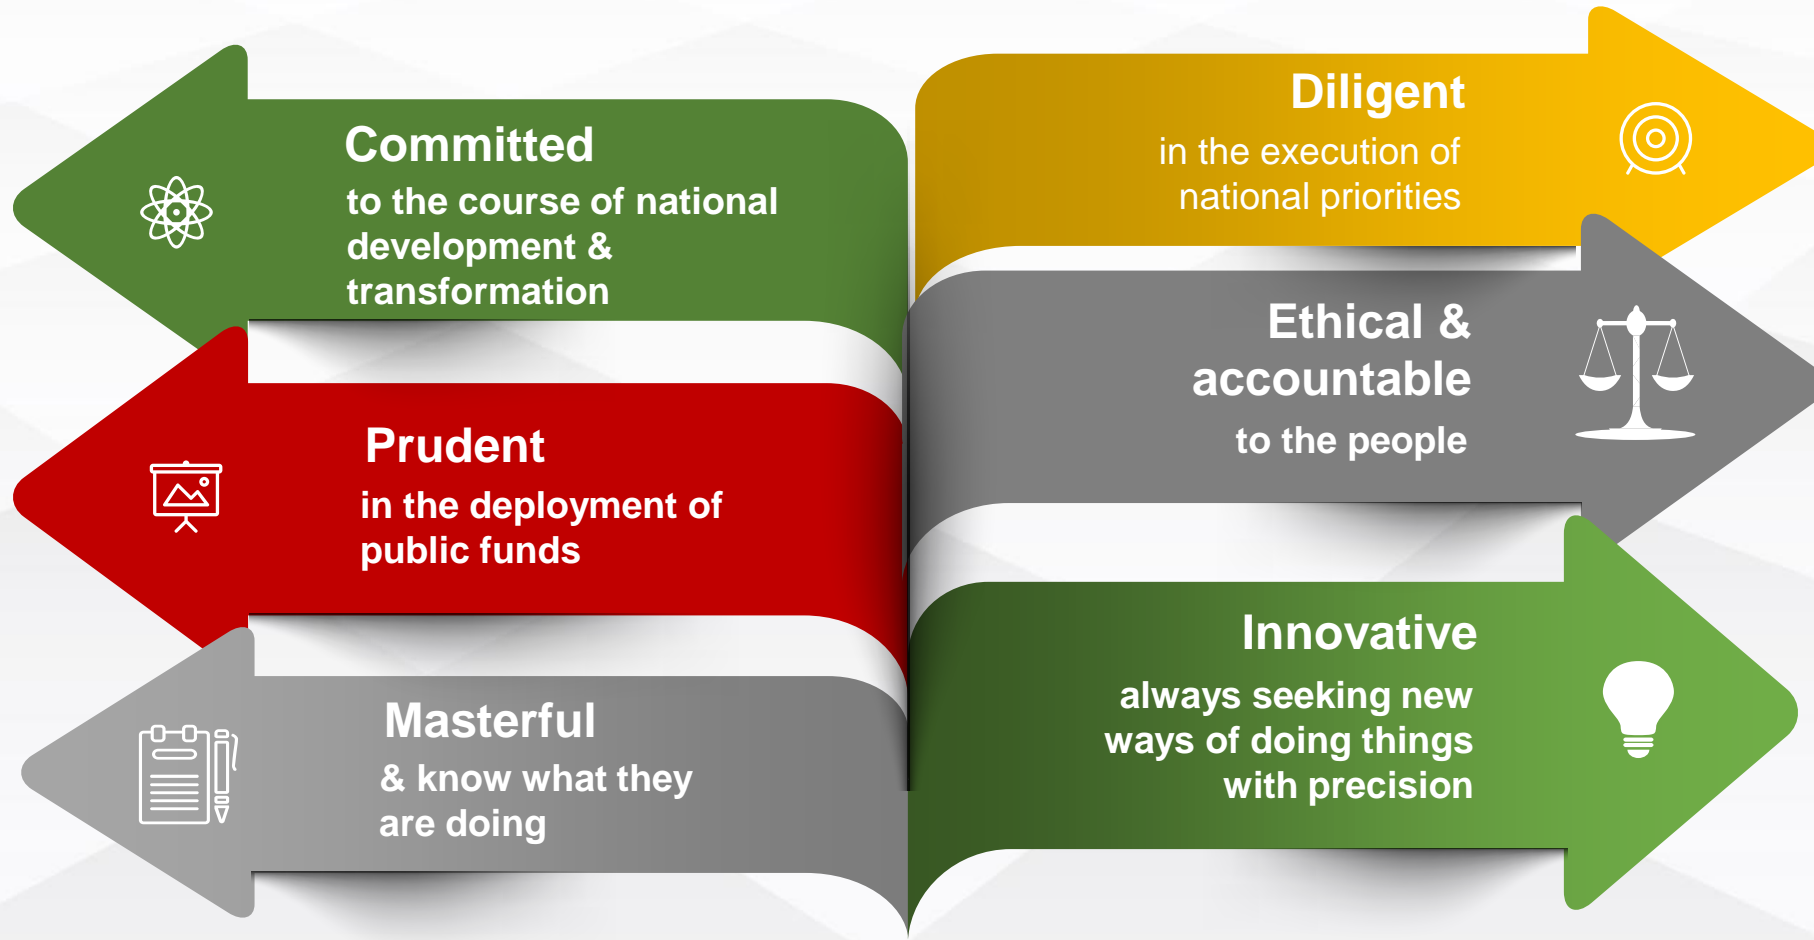 Committed
to the course of national
development &
transformation
Prudent
in the deployment of
public funds
Masterful
& know what they
are doing
Diligent
in the execution of
national priorities
Ethical &
accountable
to the people
Innovative
always seeking new
ways of doing things
with precision